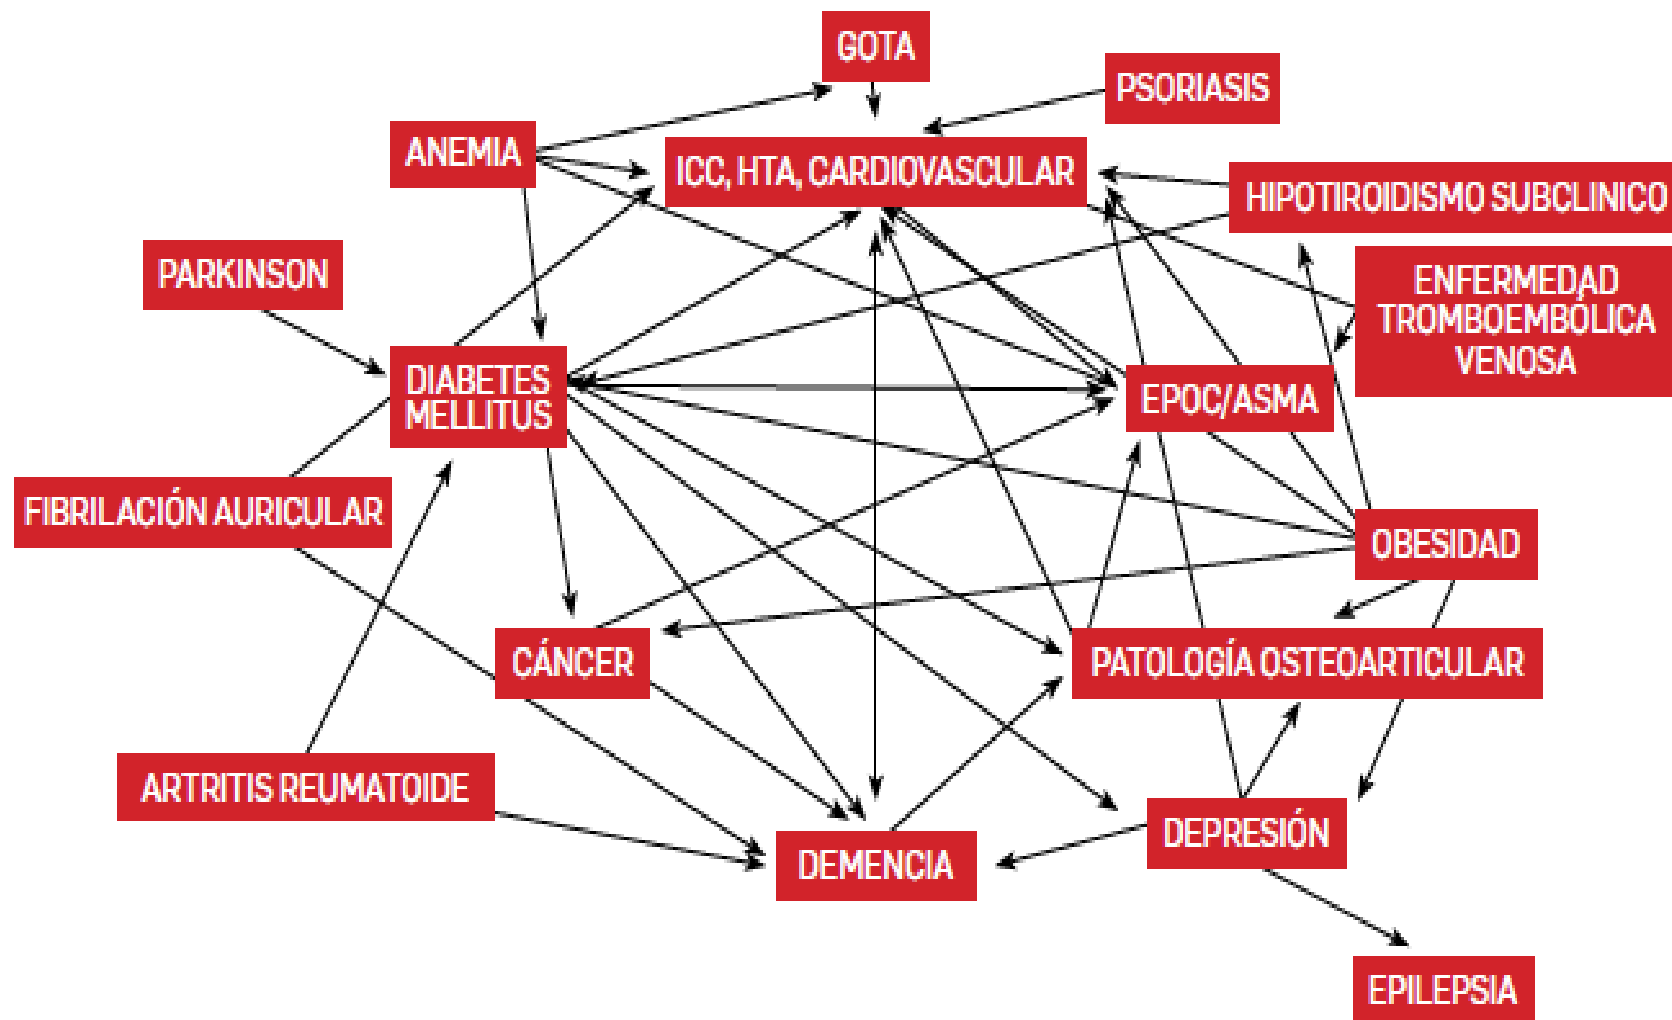 GOTA
PSORIASIS
ANEMIA
ICC, HTA, CARDIOVASCULAR
HIPOTIROIDISMO SUBCLINICO
PARKINSON
ENFERMEDAD
TROMBOEMBÓLICA
VENOSA
DIABETES
MELLITUS
EPOC/ASMA
FIBRILACIÓN AURICULAR
OBESIDAD
CÁNCER
PATOLOGÍA OSTEOARTICULAR
ARTRITIS REUMATOIDE
DEPRESIÓN
DEMENCIA
EPILEPSIA